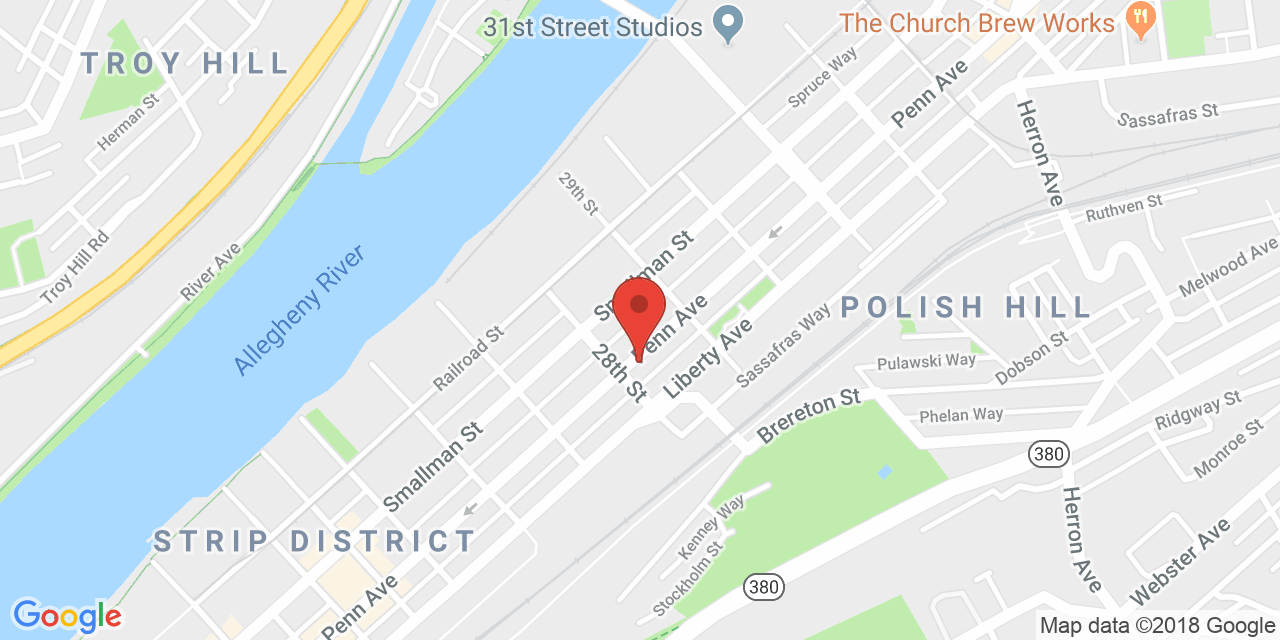 31st Street Studios
The Church Brew Works
TROY HILL
Spruce Way
Penn Ave
Herman St
Sassafras St
Herron Ave
29th St
Ruthven St
Troy Hill Rd
River Ave
Allegheny River
Smallman St
Melwood Ave
POLISH HILL
Penn Ave
Railroad St
28th St
Liberty Ave
Sassafras Way
Pulawski Way
Dobson St
Brereton St
Phelan Way
Ridgway St
Monroe St
380
Smallman St
STRIP DISTRICT
Kenney Way
Herron Ave
Stockholm St
380
Webster Ave
Penn Ave
Google
Map data ©2018 Google